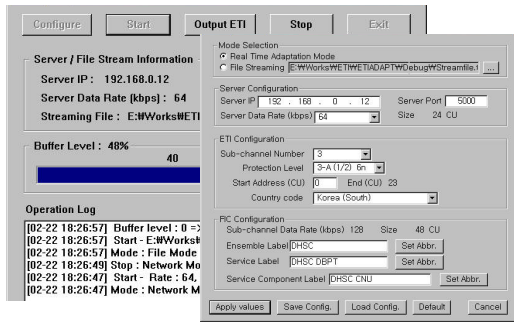 Configure Start Output ETI Stop Exit
Server / File Stream Information
Server IP : 192.168.0.12
Server Data Rate (kbps) : 64
Streaming File : E:₩Works₩ETI
Buffer Level : 48%
40
Operation Log
[02-22 18:26:57] Buffer level : 0 =>
[02-22 18:26:57] Start - E:₩Works₩
[02-22 18:26:57] Mode : File Mode
[02-22 18:26:49] Stop : Network Mo
[02-22 18:26:47] Start - Rate : 64,
[02-22 18:26:47] Mode : Network M
Mode Selection
Real Time Adaptation Mode
File Streaming E:₩Works₩ETI₩ETIADAPT₩Debug₩Streamfile.1 ...
Server Configuration
Server IP 192 . 168 . 0 . 12 Server Port 5000
Server Data Rate (kbps) 64 Size 24 CU
ETI Configuration
Sub-channel Number 3
Protection Level 3-A (1/2) 6n
Start Address (CU) 0 End (CU) 23
Country code Korea (South)
FIC Configuration
Sub-channel Data Rate (kbps) 128 Size 48 CU
Ensemble Label DHSC Set Abbr.
Service Label DHSC DBPT Set Abbr.
Service Component Label DHSC CNU Set Abbr.
Apply values Save Config. Load Config. Default Cancel